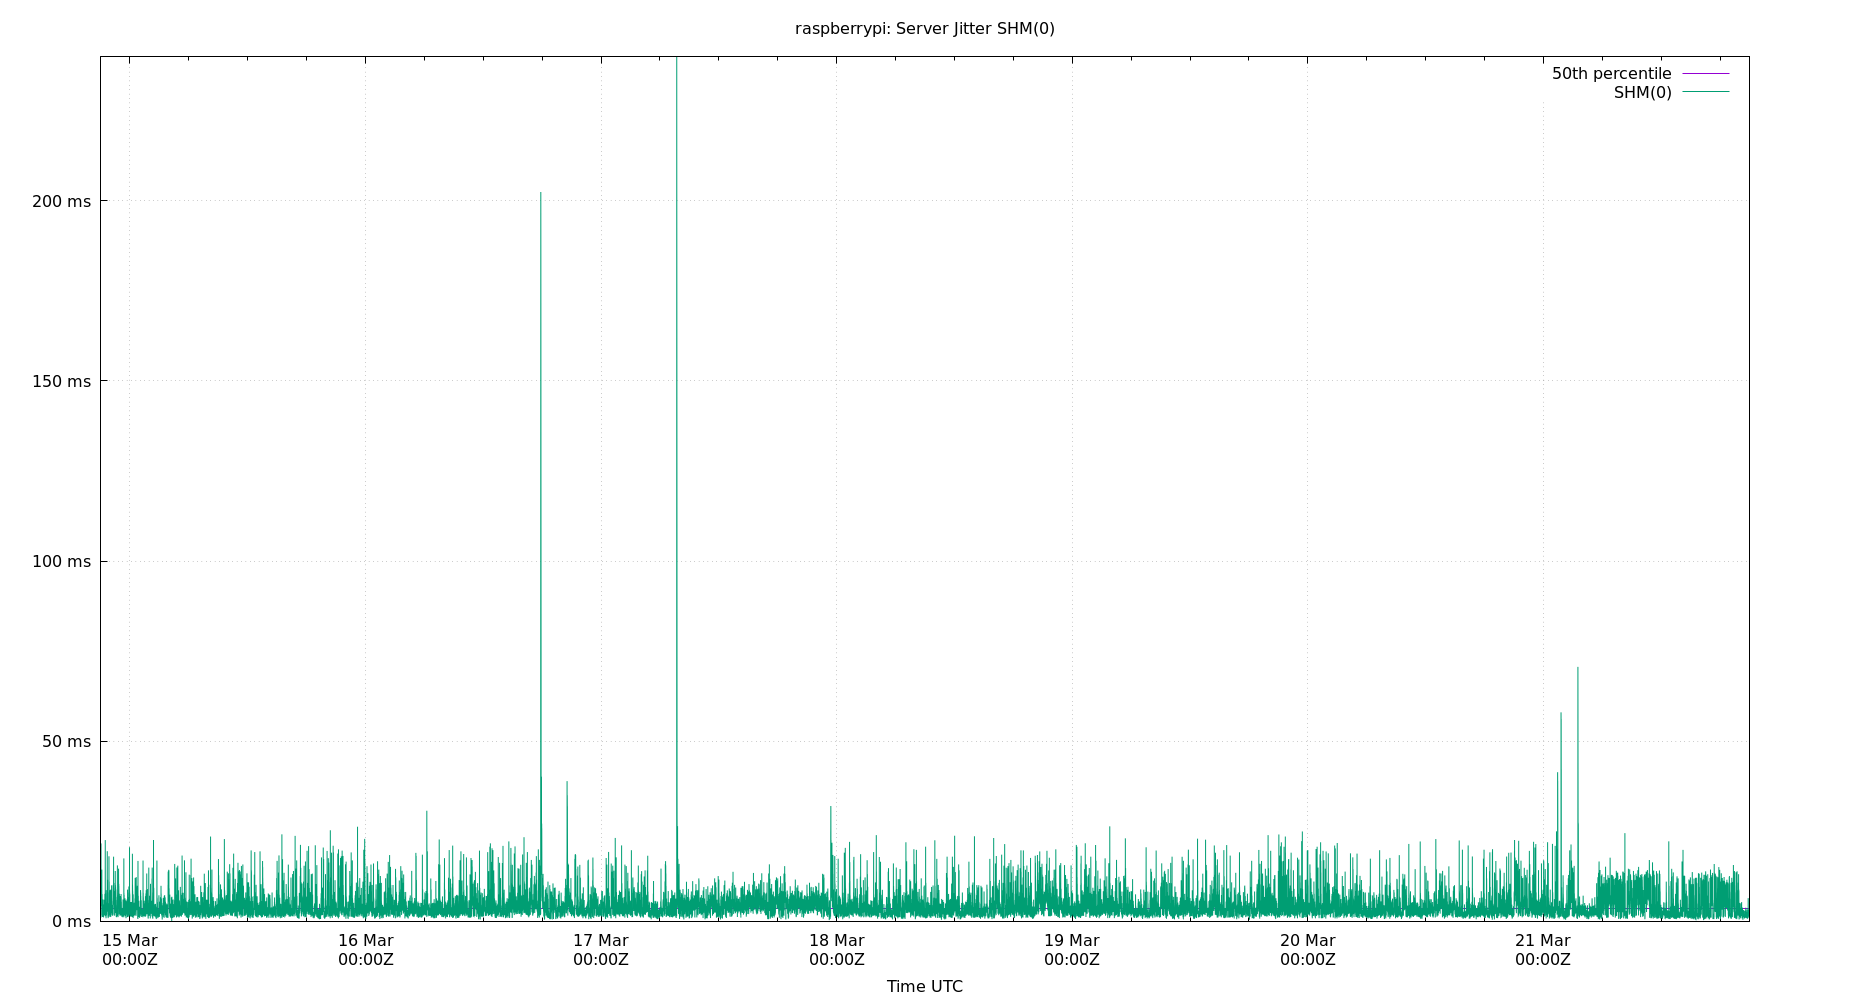 raspberrypi: Server Jitter SHM(0)
50th percentile
SHM(0)
200 ms
150 ms
100 ms
50 ms
0 ms
15 Mar 16 Mar 17 Mar 18 Mar 19 Mar 20 Mar 21 Mar
00:00Z 00:00Z 00:00Z 00:00Z 00:00Z 00:00Z 00:00Z
Time UTC